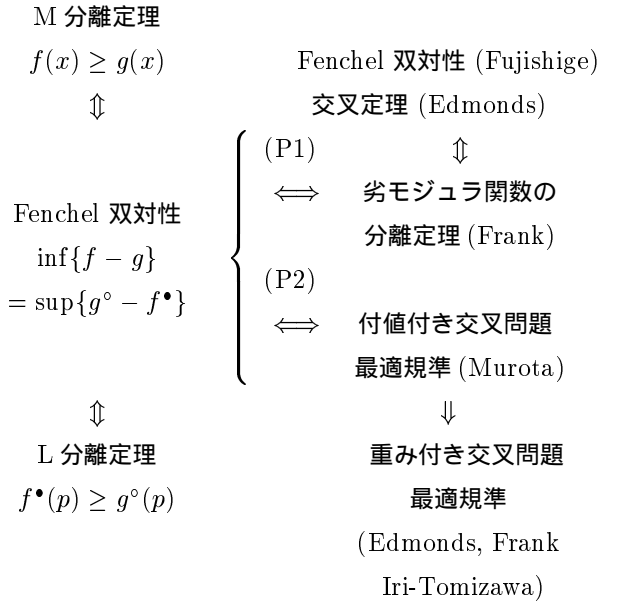 M 分離定理
f(x) ≥ g(x)
⇕
Fenchel 双対性
inf{f − g}
= sup{g° − f•}
⇕
L 分離定理
f•(p) ≥ g°(p)
Fenchel 双対性 (Fujishige)
交叉定理 (Edmonds)
(P1) ⇕
⟺ 劣モジュラ関数の
分離定理 (Frank)
(P2)
⟺ 付値付き交叉問題
最適規準 (Murota)
⇓
重み付き交叉問題
最適規準
(Edmonds, Frank
Iri-Tomizawa)